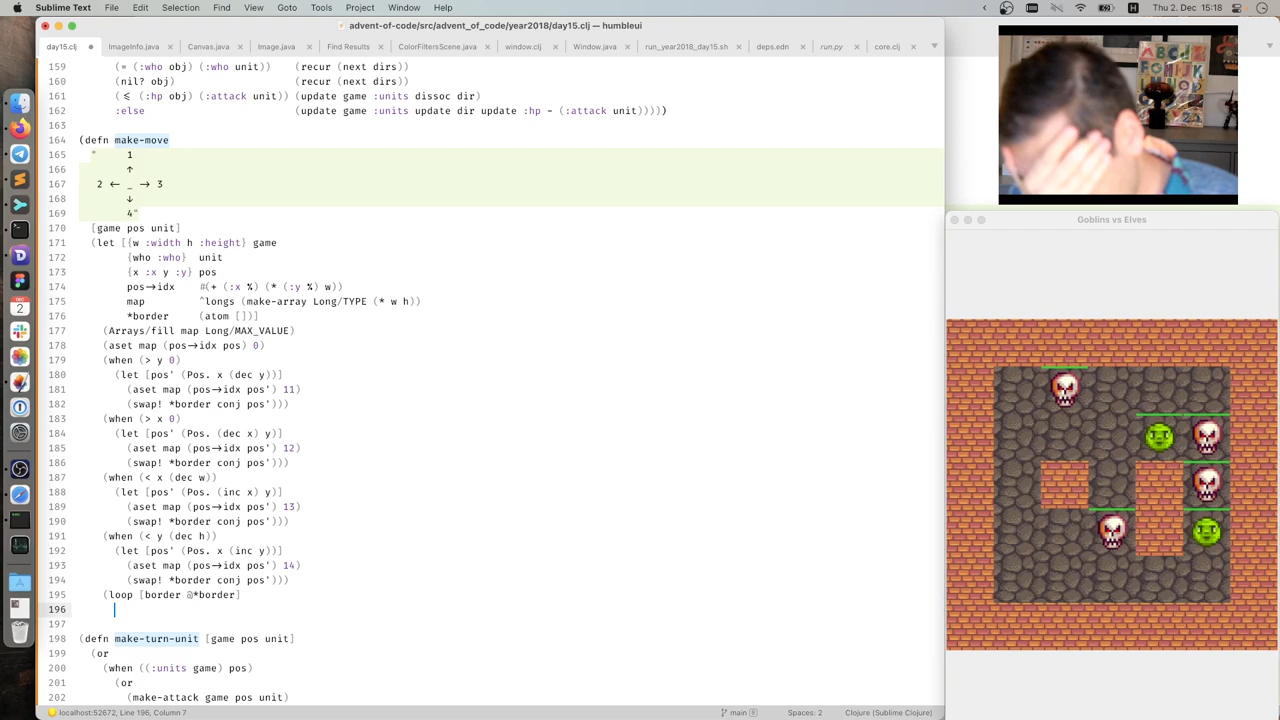 Sublime Text File Edit Selection Find View Goto Tools Project Window Help
Thu 2 Dec 15:18
advent-of-code/src/advent_of_code/year2018/day15.clj — humbleui
day15.clj ImageInfo.java Canvas.java Image.java Find Results ColorFiltersScene.java window.clj Window.java run_year2018_day15.sh deps.edn run.py core.clj
159 (= (:who obj) (:who unit)) (recur (next dirs))
160 (nil? obj) (recur (next dirs))
161 (<= (:hp obj) (:attack unit)) (update game :units dissoc dir)
162 :else (update game :units update dir update :hp - (:attack unit)))))
163
164 (defn make-move
165 " 1
166 ↑
167 2 ← _ → 3
168 ↓
169 4"
170 [game pos unit]
171 (let [{w :width h :height} game
172 {who :who} unit
173 {x :x y :y} pos
174 pos->idx #(+ (:x %) (* (:y %) w))
175 map ^longs (make-array Long/TYPE (* w h))
176 *border (atom [])]
177 (Arrays/fill map Long/MAX_VALUE)
178 (aset map (pos->idx pos) 0)
179 (when (> y 0)
180 (let [pos' (Pos. x (dec y))]
181 (aset map (pos->idx pos') 11)
182 (swap! *border conj pos')))
183 (when (> x 0)
184 (let [pos' (Pos. (dec x) y)]
185 (aset map (pos->idx pos') 12)
186 (swap! *border conj pos')))
187 (when (< x (dec w))
188 (let [pos' (Pos. (inc x) y)]
189 (aset map (pos->idx pos') 13)
190 (swap! *border conj pos')))
191 (when (< y (dec h))
192 (let [pos' (Pos. x (inc y))]
193 (aset map (pos->idx pos') 14)
194 (swap! *border conj pos')))
195 (loop [border @*border]
196
197
198 (defn make-turn-unit [game pos unit]
199 (or
200 (when ((:units game) pos)
201 (or
202 (make-attack game pos unit)
localhost:52672, Line 196, Column 7 main 8 Spaces: 2 Clojure (Sublime Clojure)
A B C
Goblins vs Elves
DEC
2